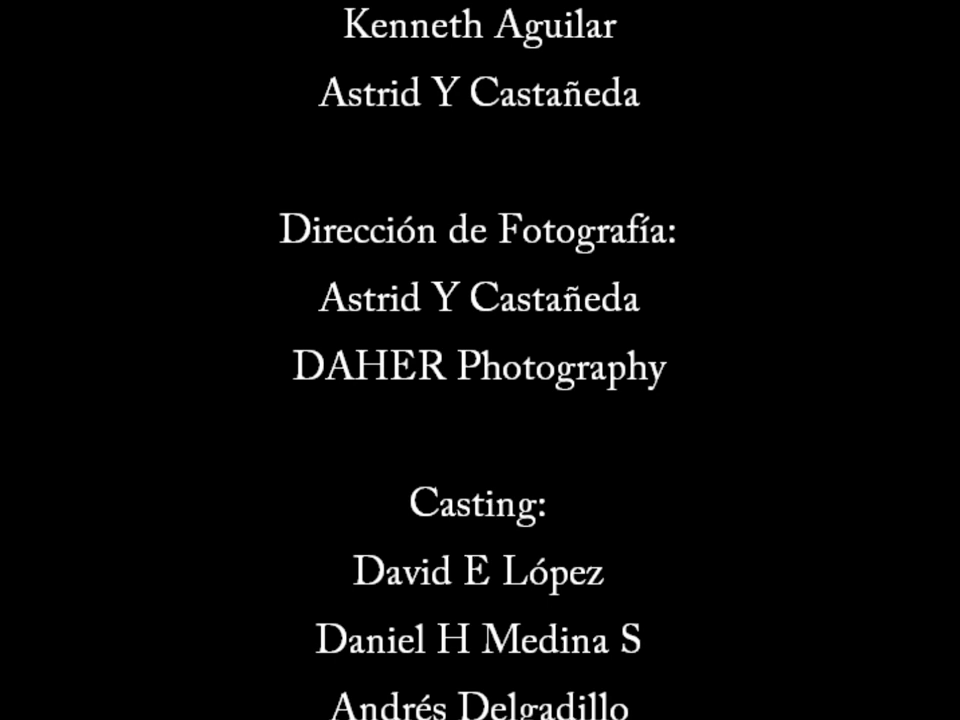 Kenneth Aguilar
Astrid Y Castañeda
Dirección de Fotografía:
Astrid Y Castañeda
DAHER Photography
Casting:
David E López
Daniel H Medina S
Andrés Delgadillo